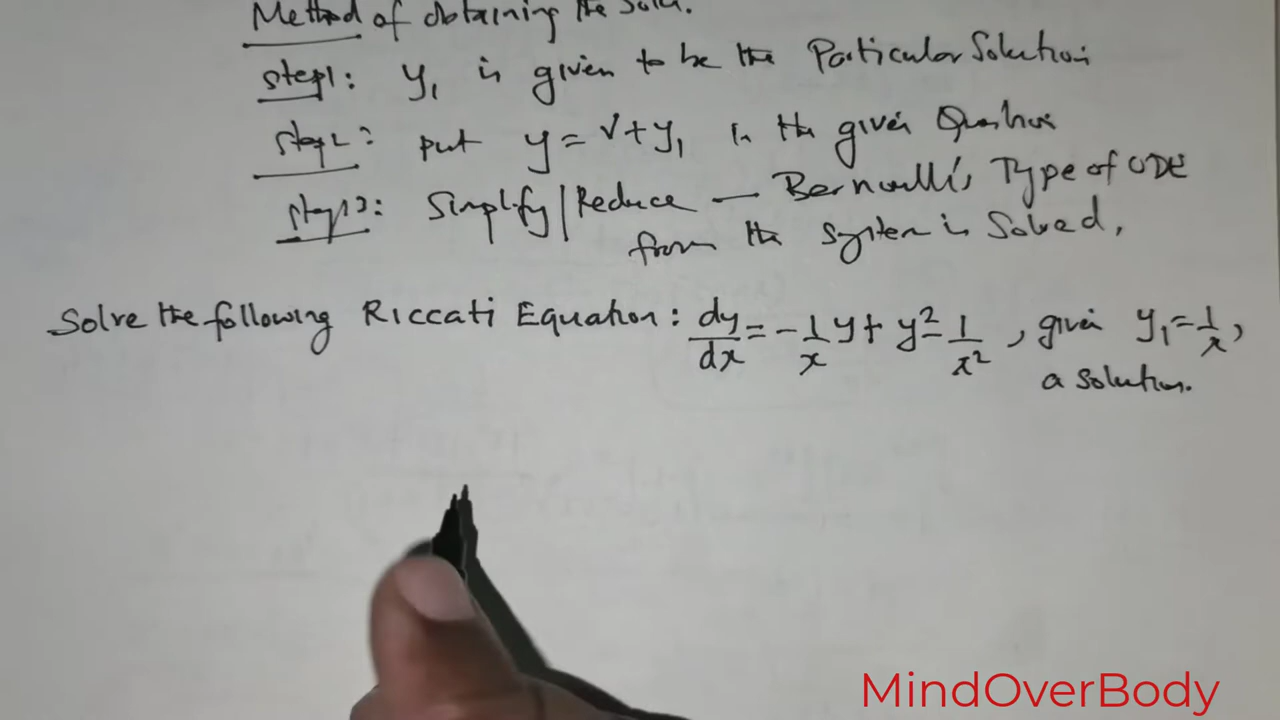 Method of obtaining the Soln.
step1: y₁ is given to be the Particular Solution
step2: put y = v + y₁ in the given Question
step3: Simplify/Reduce — Bernoulli's Type of ODE
from the system is Solved.
Solve the following Riccati Equation: dy/dx = -1/x y + y² - 1/x², given y₁ = 1/x,
a solution.
MindOverBody